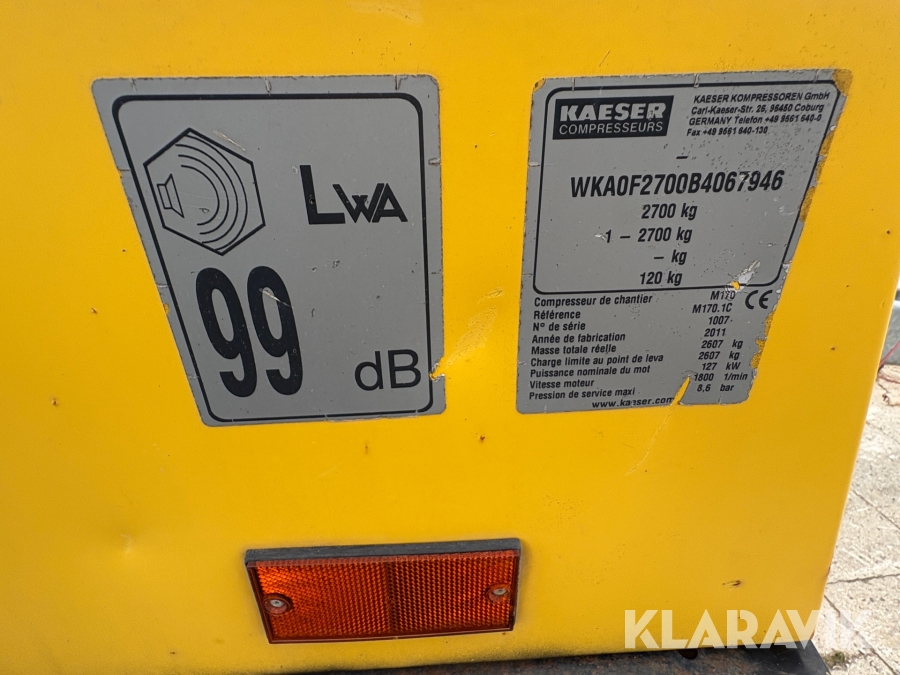 LWA
99
dB
KAESER
COMPRESSEURS
KAESER KOMPRESSOREN GmbH
Carl-Kaeser-Str. 26, 96450 Coburg
GERMANY Telefon +49 9561 640-0
Fax +49 9561 640-130
–
WKA0F2700B4067946
2700 kg
1 – 2700 kg
– kg
120 kg
Compresseur de chantier M170
Référence M170.1C
N° de série 1007
Année de fabrication 2011
Masse totale réelle 2607 kg
Charge limite au point de leva 2607 kg
Puissance nominale du mot 127 kW
Vitesse moteur 1800 1/min
Pression de service maxi 8,6 bar
CE
www.kaeser.com
KLARAVIK